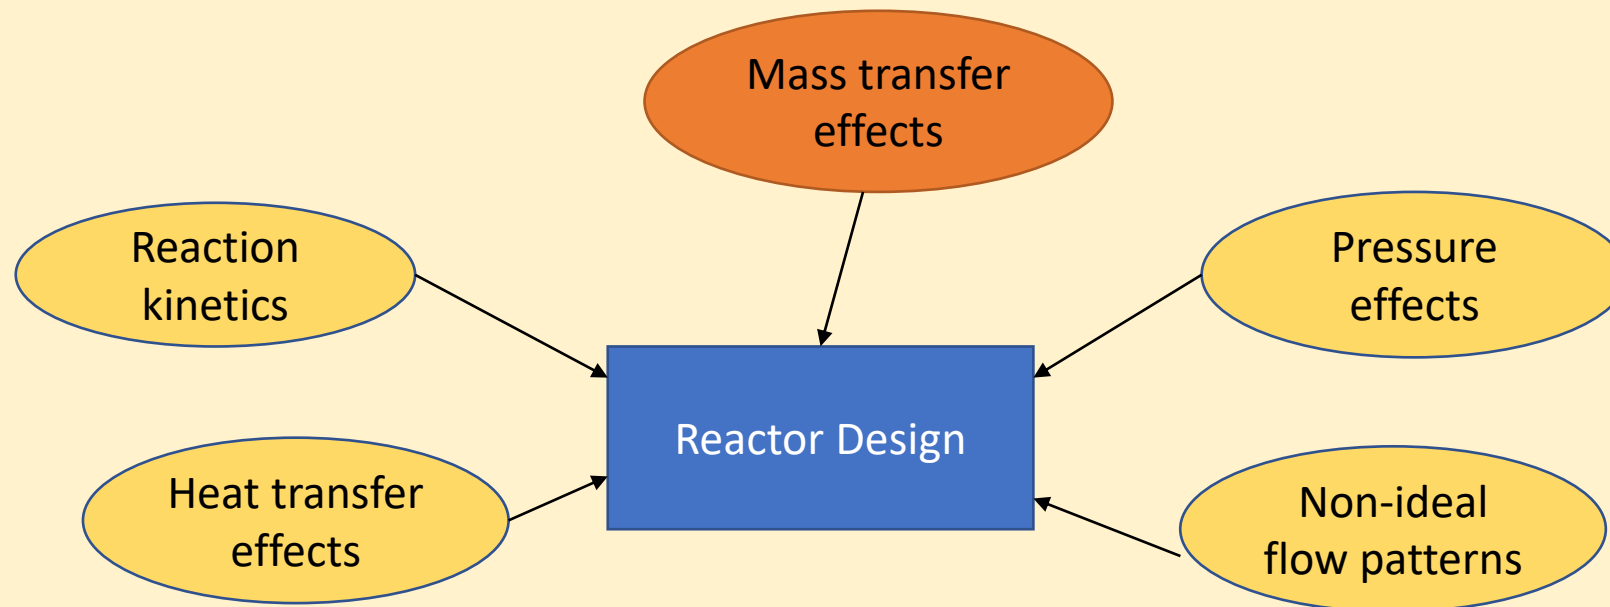 Mass transfer
effects
Reaction
kinetics
Pressure
effects
Reactor Design
Heat transfer
effects
Non-ideal
flow patterns